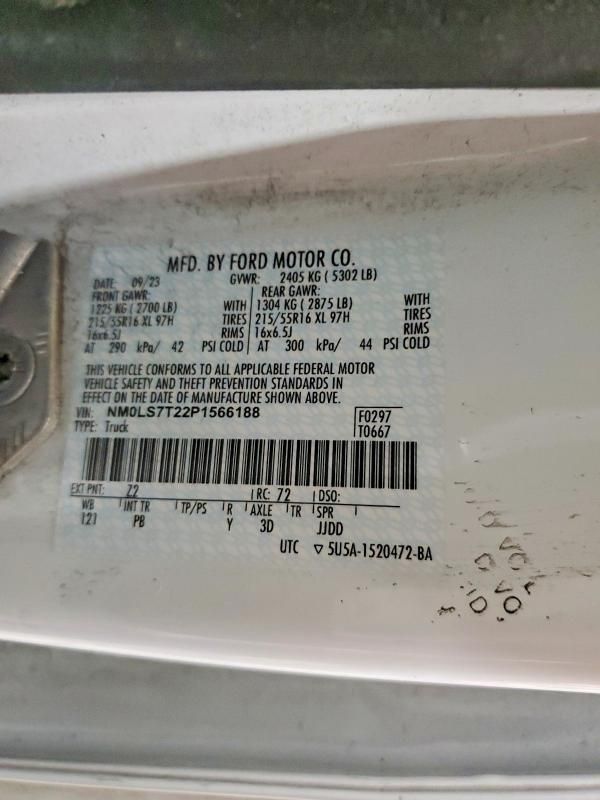 MFD. BY FORD MOTOR CO.
DATE: 09/23 GVWR: 2405 KG ( 5302 LB)
FRONT GAWR: REAR GAWR:
1225 KG ( 2700 LB) WITH 1304 KG ( 2875 LB) WITH
215/55R16 XL 97H TIRES 215/55R16 XL 97H TIRES
16x6.5J RIMS 16x6.5J RIMS
AT 290 kPa/ 42 PSI COLD AT 300 kPa/ 44 PSI COLD
THIS VEHICLE CONFORMS TO ALL APPLICABLE FEDERAL MOTOR
VEHICLE SAFETY AND THEFT PREVENTION STANDARDS IN
EFFECT ON THE DATE OF MANUFACTURE SHOWN ABOVE.
VIN: NM0LS7T22P1566188 F0297
TYPE: Truck T0667
EXT PNT: Z2 RC: 72 DSO:
WB INT TR TP/PS R AXLE TR SPR
121 PB Y 3D JJDD
UTC ▽ 5U5A-1520472-BA